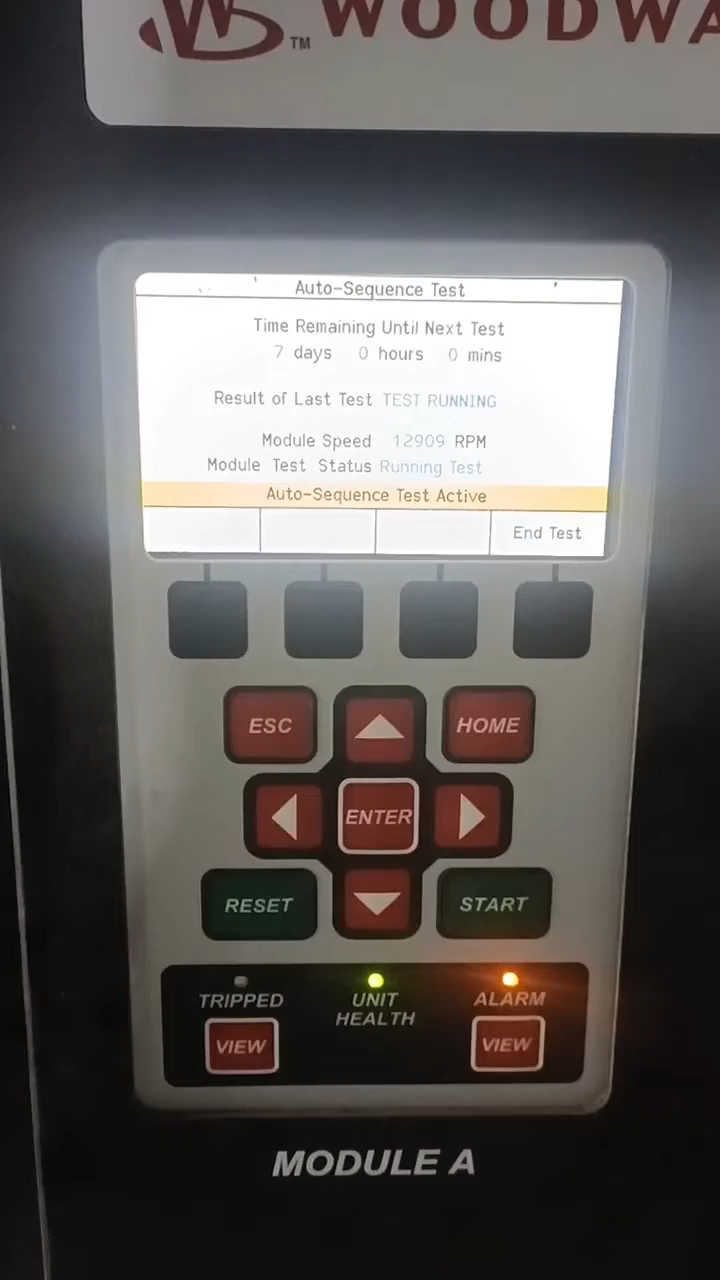 TM WOODWA
Auto-Sequence Test
Time Remaining Until Next Test
7 days 0 hours 0 mins
Result of Last Test TEST RUNNING
Module Speed 12909 RPM
Module Test Status Running Test
Auto-Sequence Test Active
End Test
ESC HOME
ENTER
RESET START
TRIPPED UNIT HEALTH ALARM
VIEW VIEW
MODULE A